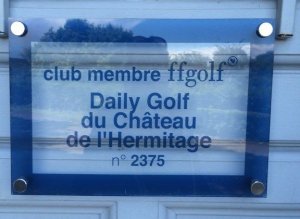 club membre ffgolf
Daily Golf
du Château
de l'Hermitage
n° 2375